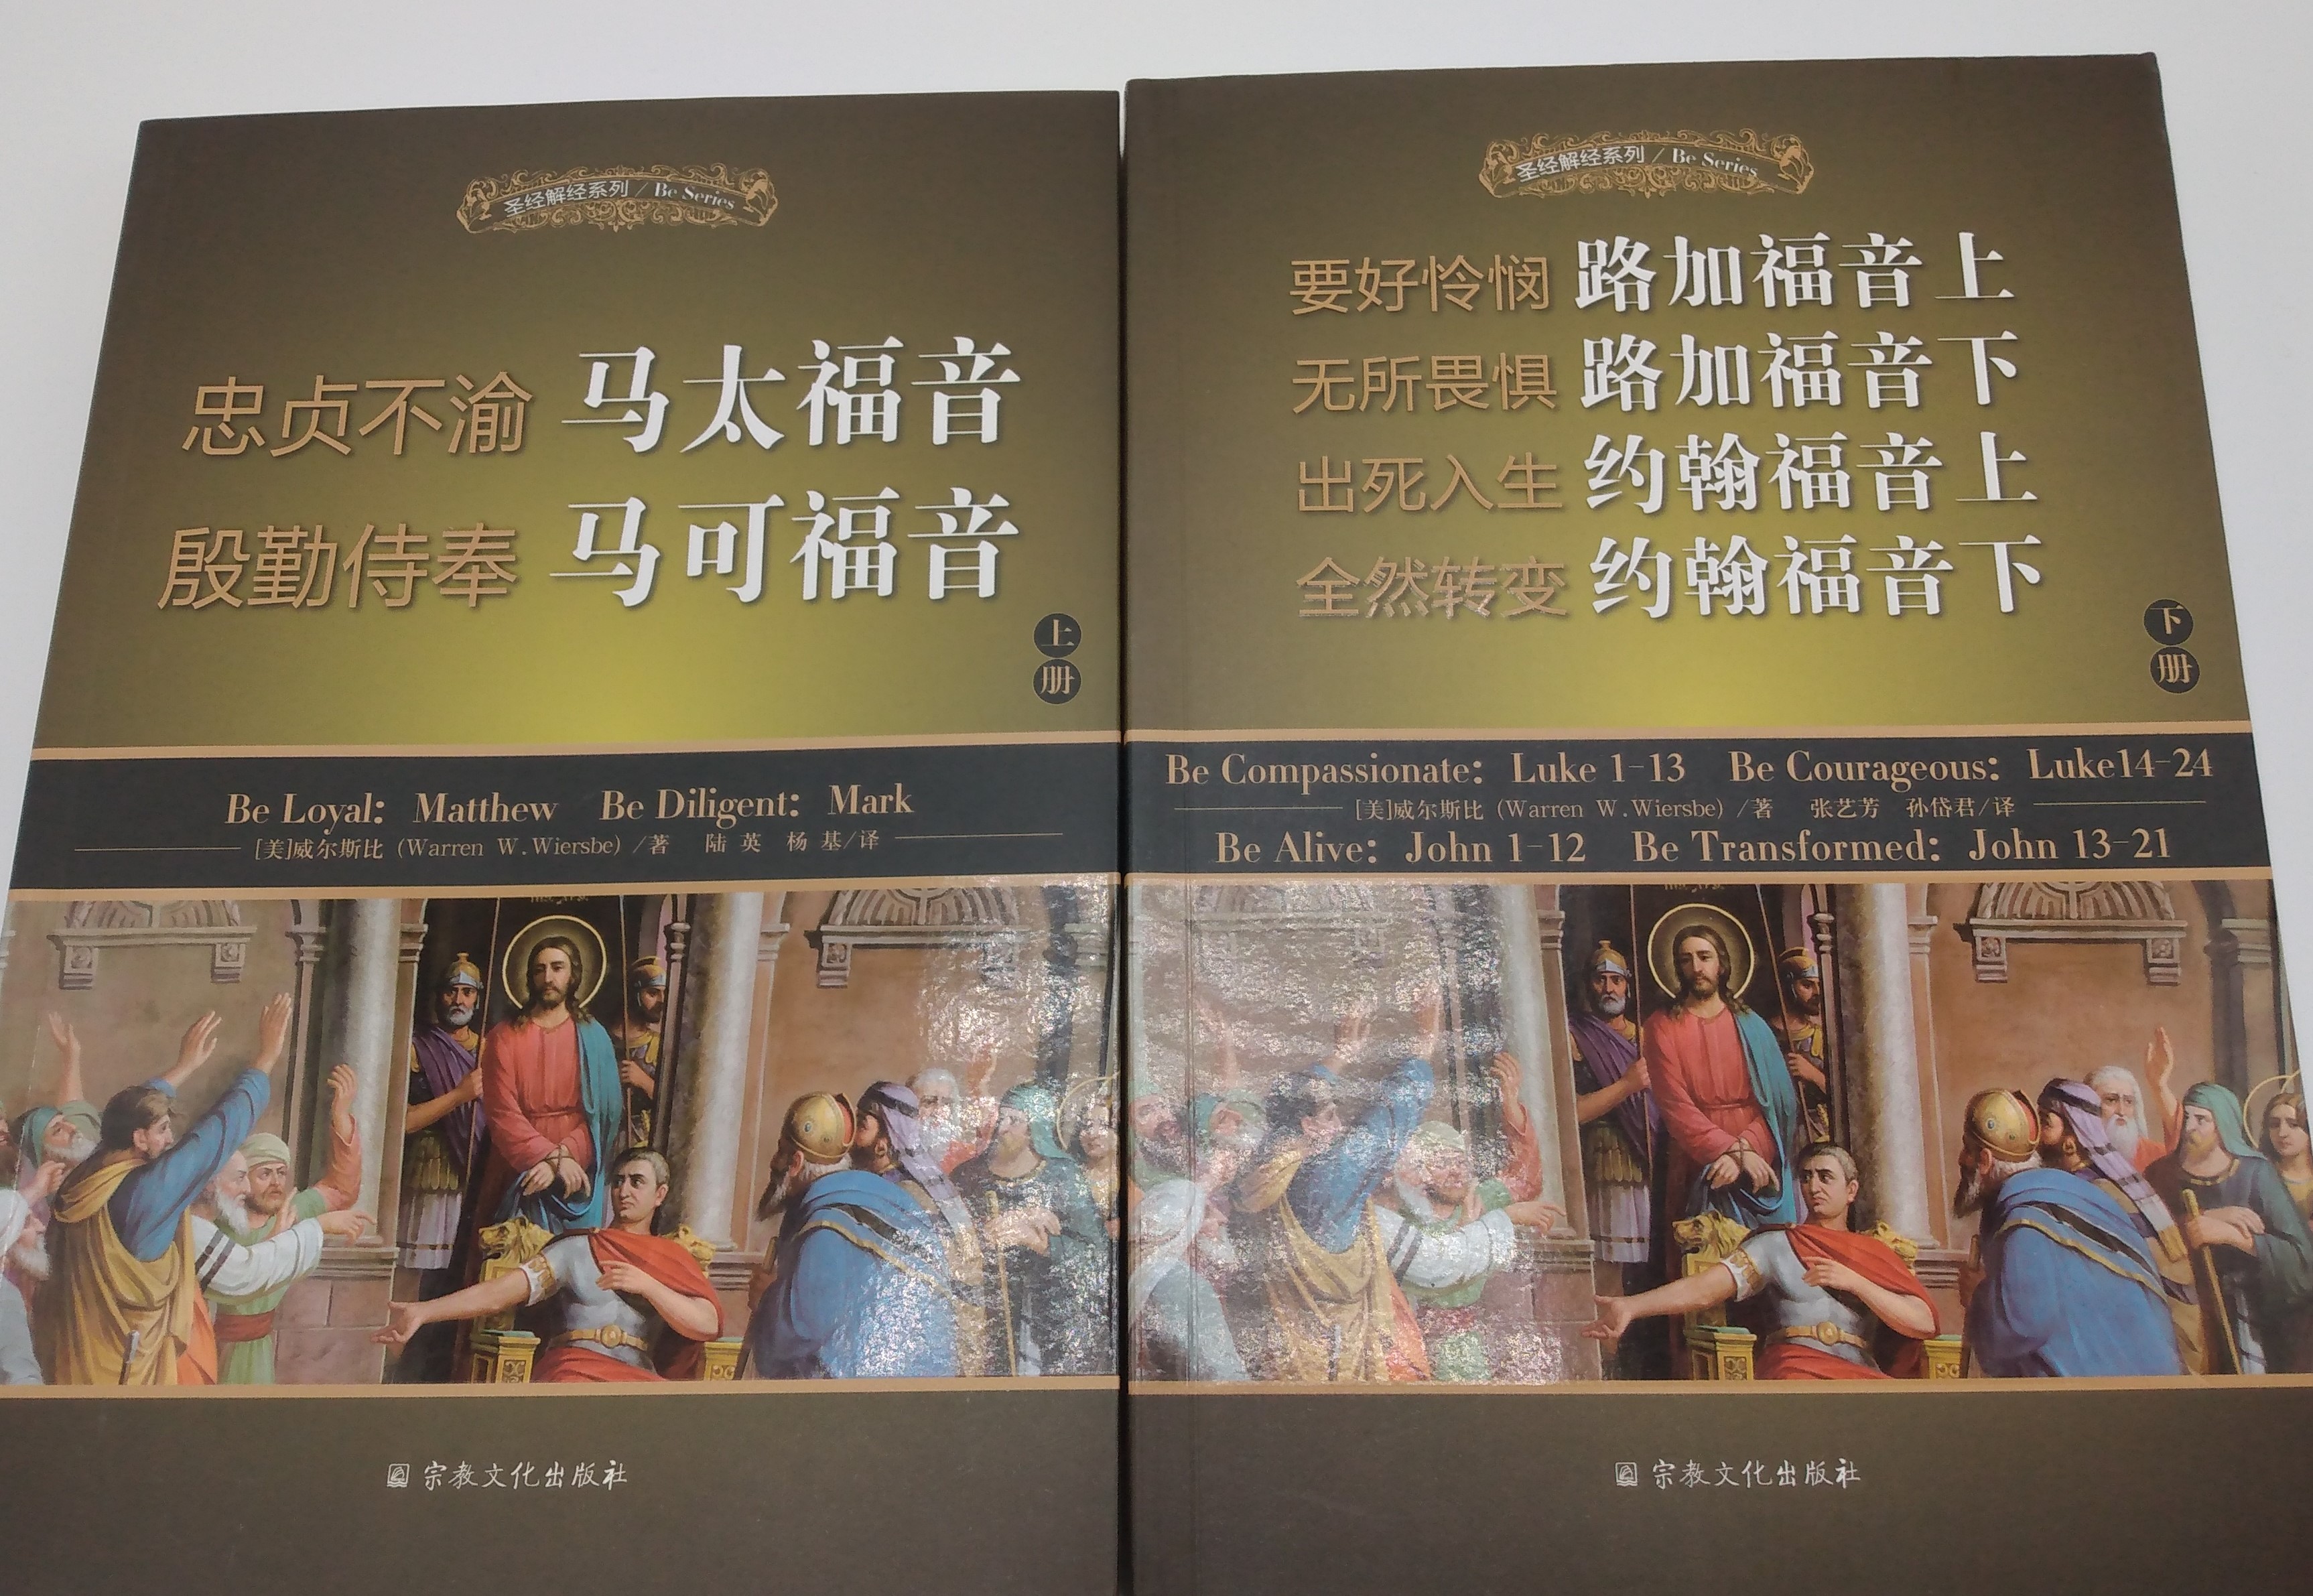 圣经解经系列 / Be Series
忠贞不渝 马太福音
殷勤侍奉 马可福音
上册
Be Loyal: Matthew Be Diligent: Mark
[美]威尔斯比 (Warren W.Wiersbe) /著 陆英 杨基/译
宗教文化出版社
圣经解经系列 / Be Series
要好怜悯 路加福音上
无所畏惧 路加福音下
出死入生 约翰福音上
全然转变 约翰福音下
下册
Be Compassionate: Luke 1-13 Be Courageous: Luke14-24
[美]威尔斯比 (Warren W.Wiersbe) /著 张艺芳 孙岱君/译
Be Alive: John 1-12 Be Transformed: John 13-21
宗教文化出版社